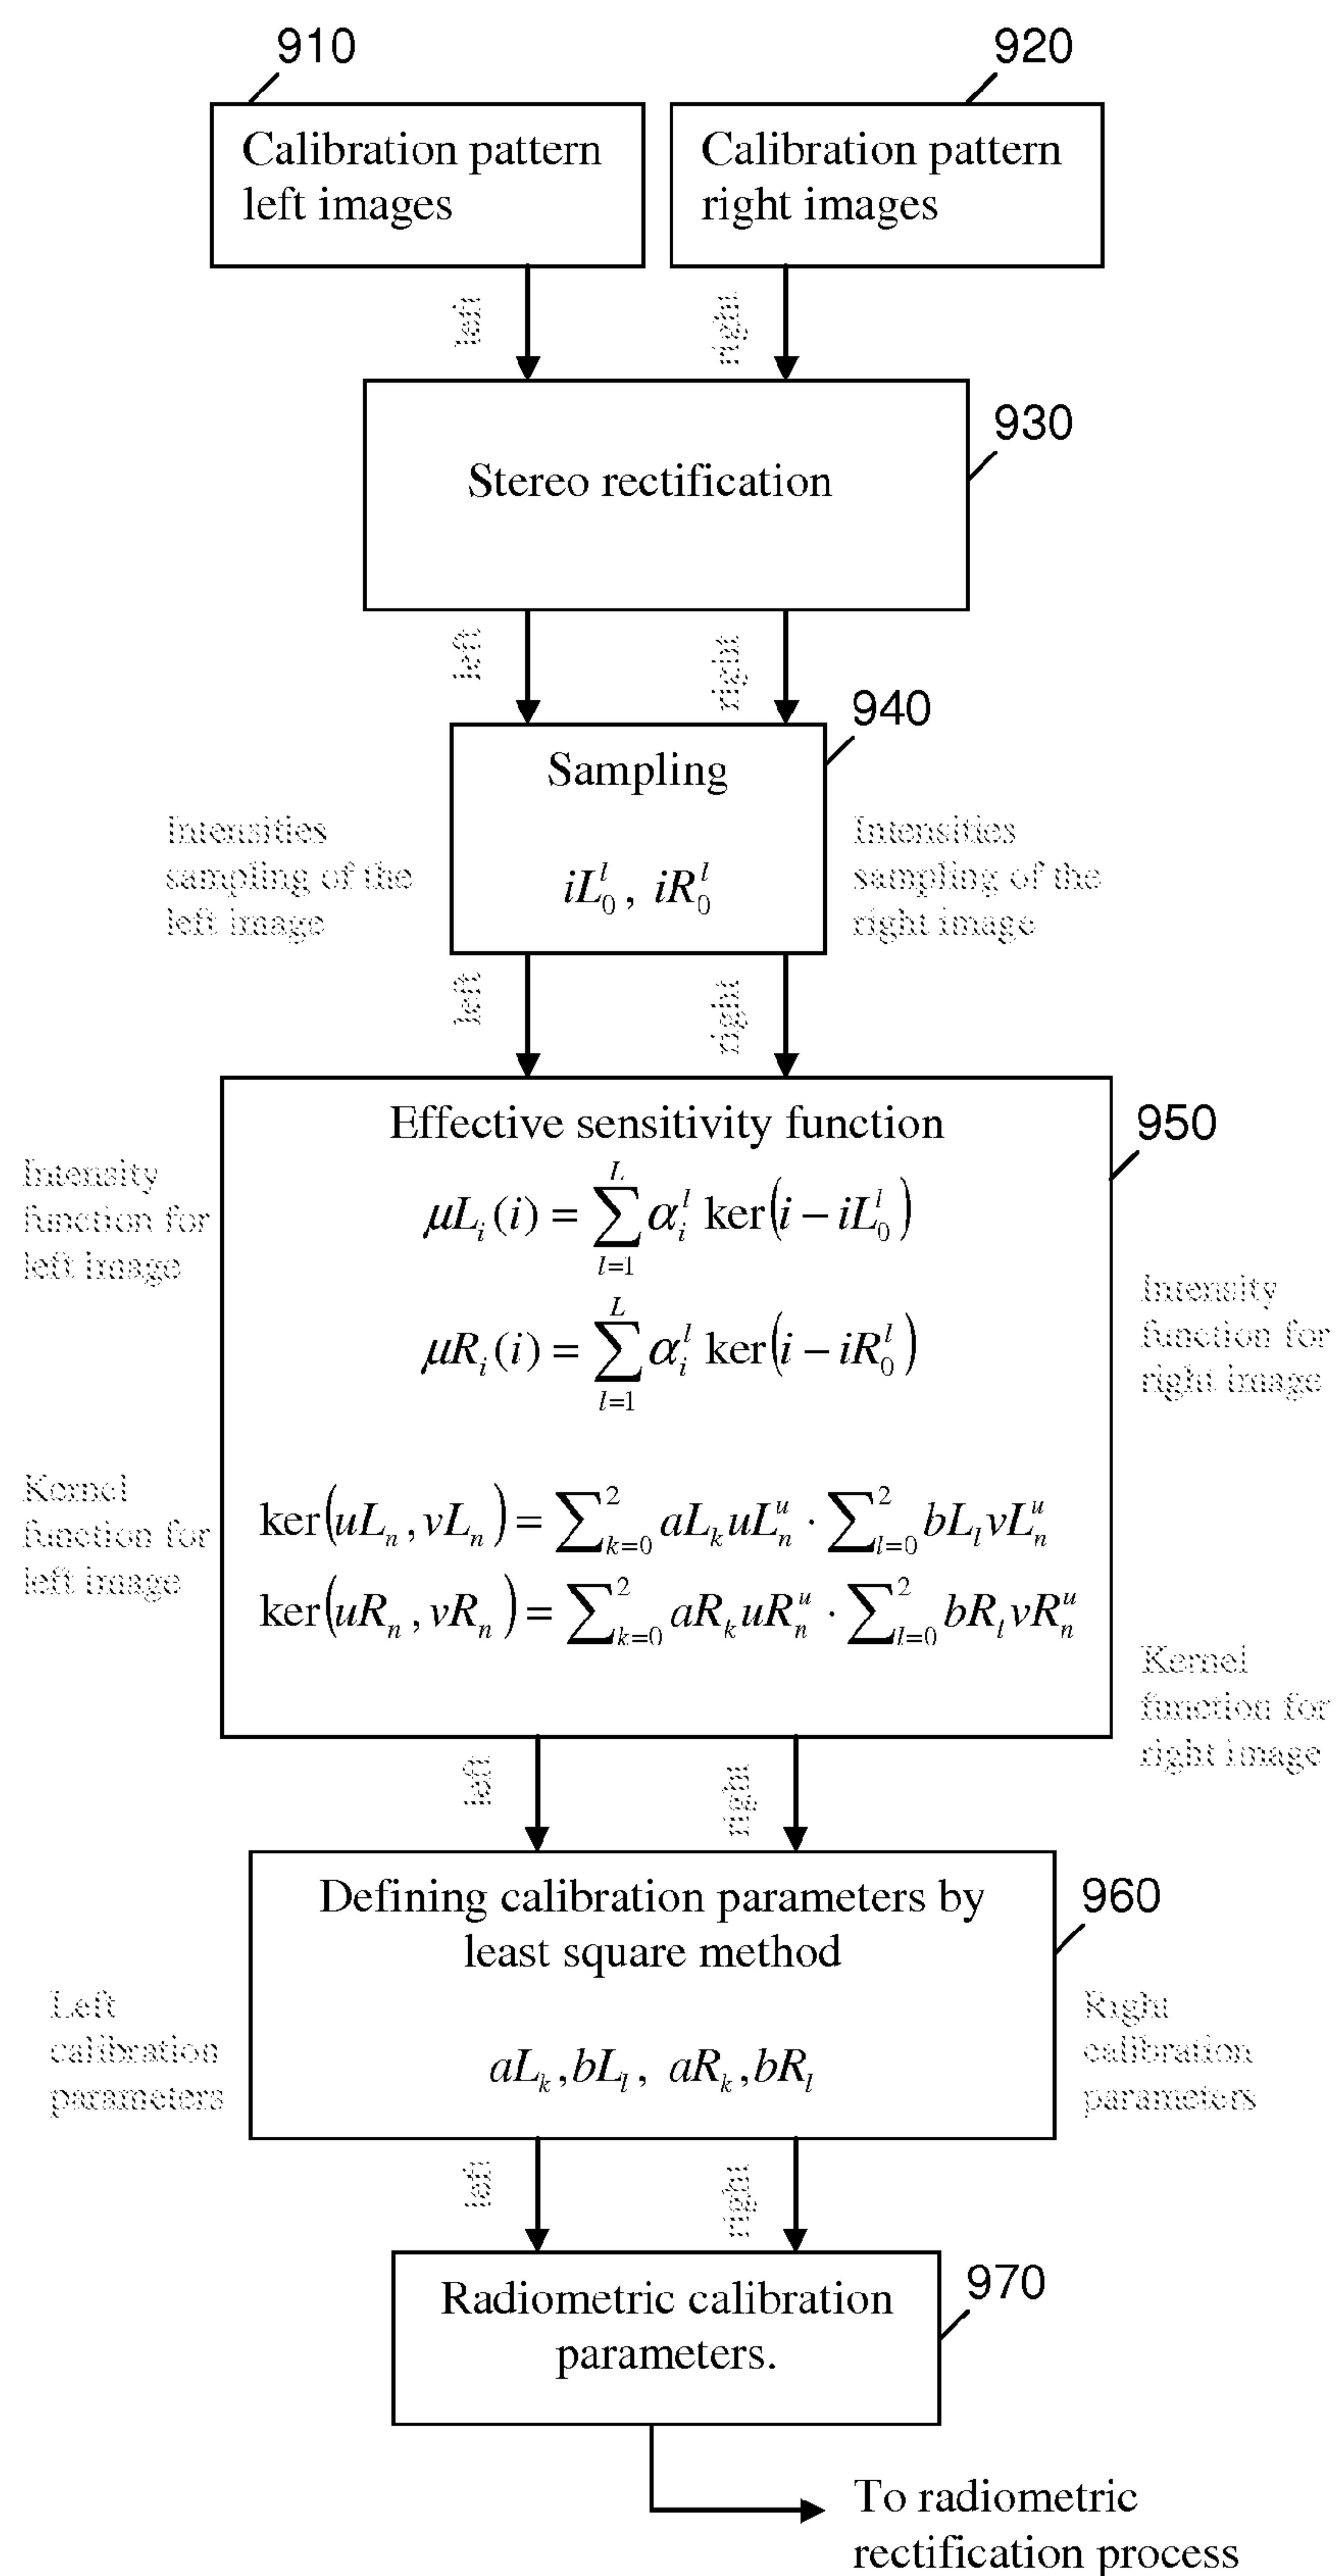 910
920
Calibration pattern
left images
Calibration pattern
right images
left
right
930
Stereo rectification
left
right
940
Sampling
Intensities
sampling of the
left image
iL_0^l, iR_0^l
Intensities
sampling of the
right image
left
right
950
Effective sensitivity function
Intensity
function for
left image
μL_i(i) = ∑_{l=1}^{L} α_i^l ker(i − iL_0^l)
μR_i(i) = ∑_{l=1}^{L} α_i^l ker(i − iR_0^l)
Intensity
function for
right image
Kernel
function for
left image
ker(uL_n, vL_n) = ∑_{k=0}^{2} aL_k uL_n^u · ∑_{l=0}^{2} bL_l vL_n^u
ker(uR_n, vR_n) = ∑_{k=0}^{2} aR_k uR_n^u · ∑_{l=0}^{2} bR_l vR_n^u
Kernel
function for
right image
left
right
960
Defining calibration parameters by
least square method
Left
calibration
parameters
aL_k, bL_l, aR_k, bR_l
Right
calibration
parameters
left
right
970
Radiometric calibration
parameters.
To radiometric
rectification process